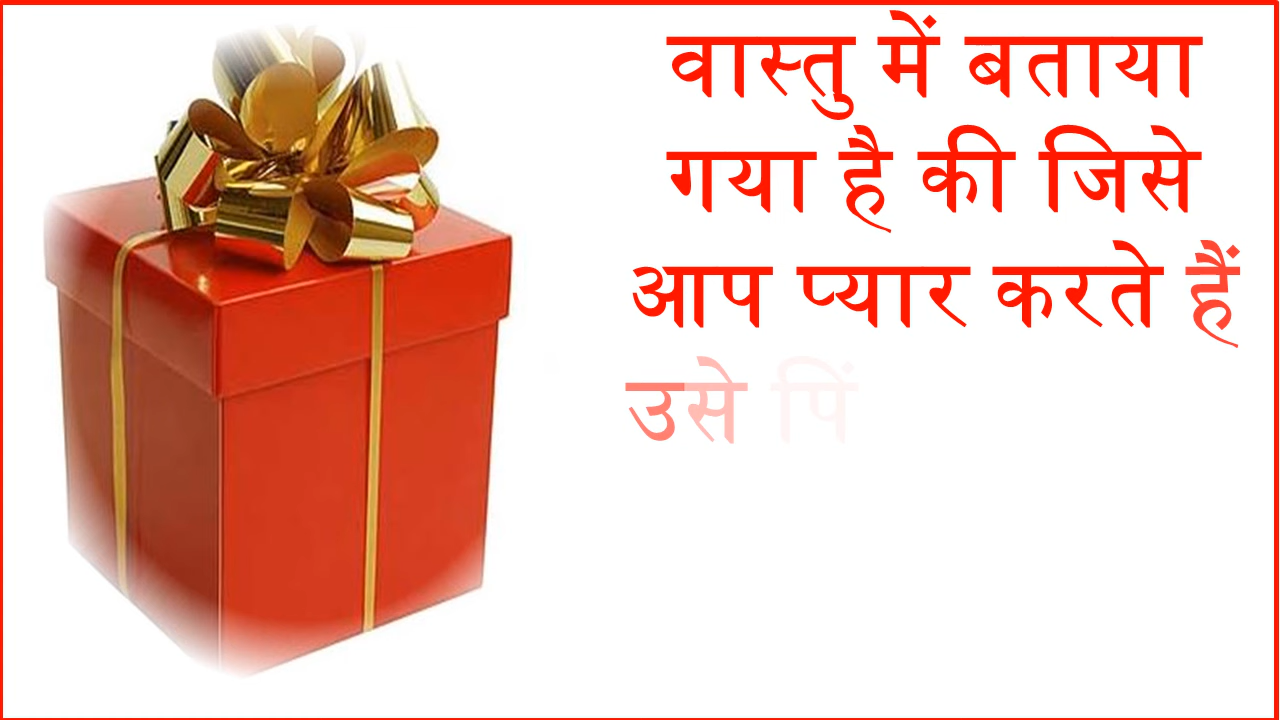 वास्तु में बताया
गया है की जिसे
आप प्यार करते हैं
उसे पिं